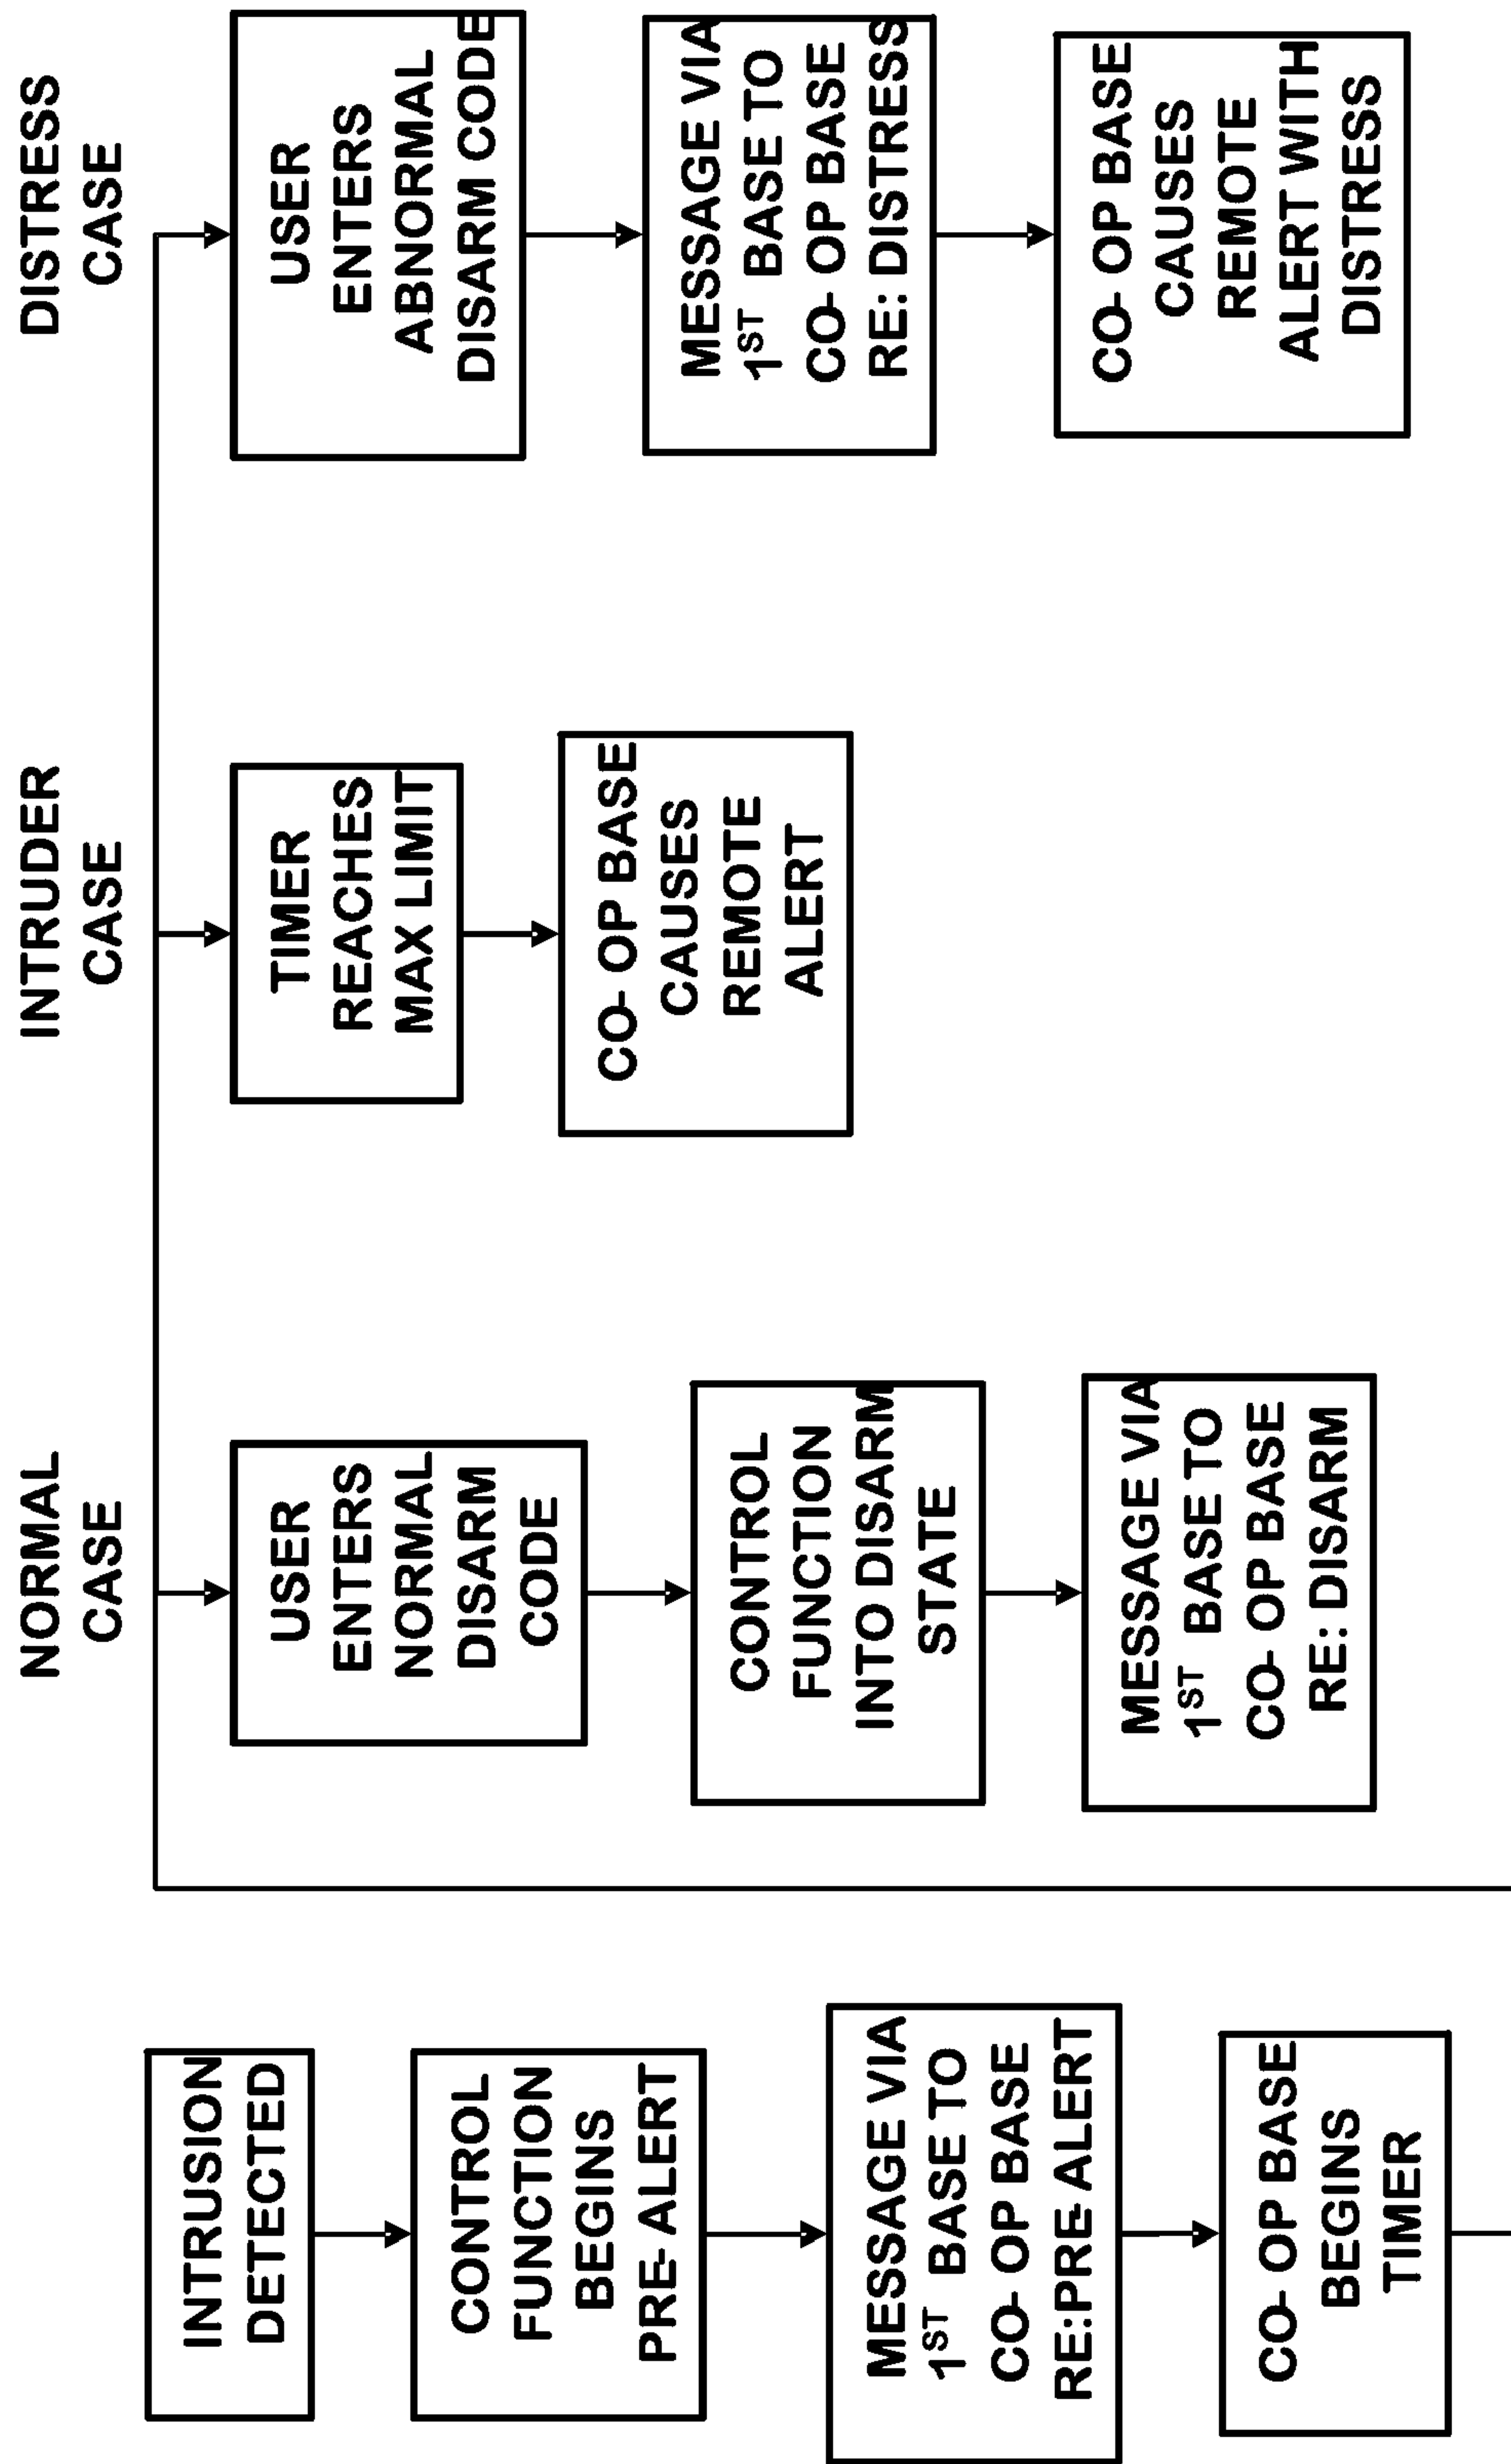 INTRUSION
DETECTED
CONTROL
FUNCTION
BEGINS
PRE- ALERT
MESSAGE VIA
1ST BASE TO
CO- OP BASE
RE:PRE- ALERT
CO- OP BASE
BEGINS
TIMER
NORMAL
CASE
USER
ENTERS
NORMAL
DISARM
CODE
CONTROL
FUNCTION
INTO DISARM
STATE
MESSAGE VIA
1ST BASE TO
CO- OP BASE
RE: DISARM
INTRUDER
CASE
TIMER
REACHES
MAX LIMIT
CO- OP BASE
CAUSES
REMOTE
ALERT
DISTRESS
CASE
USER
ENTERS
ABNORMAL
DISARM CODE
MESSAGE VIA
1ST BASE TO
CO- OP BASE
RE: DISTRESS
CO- OP BASE
CAUSES
REMOTE
ALERT WITH
DISTRESS